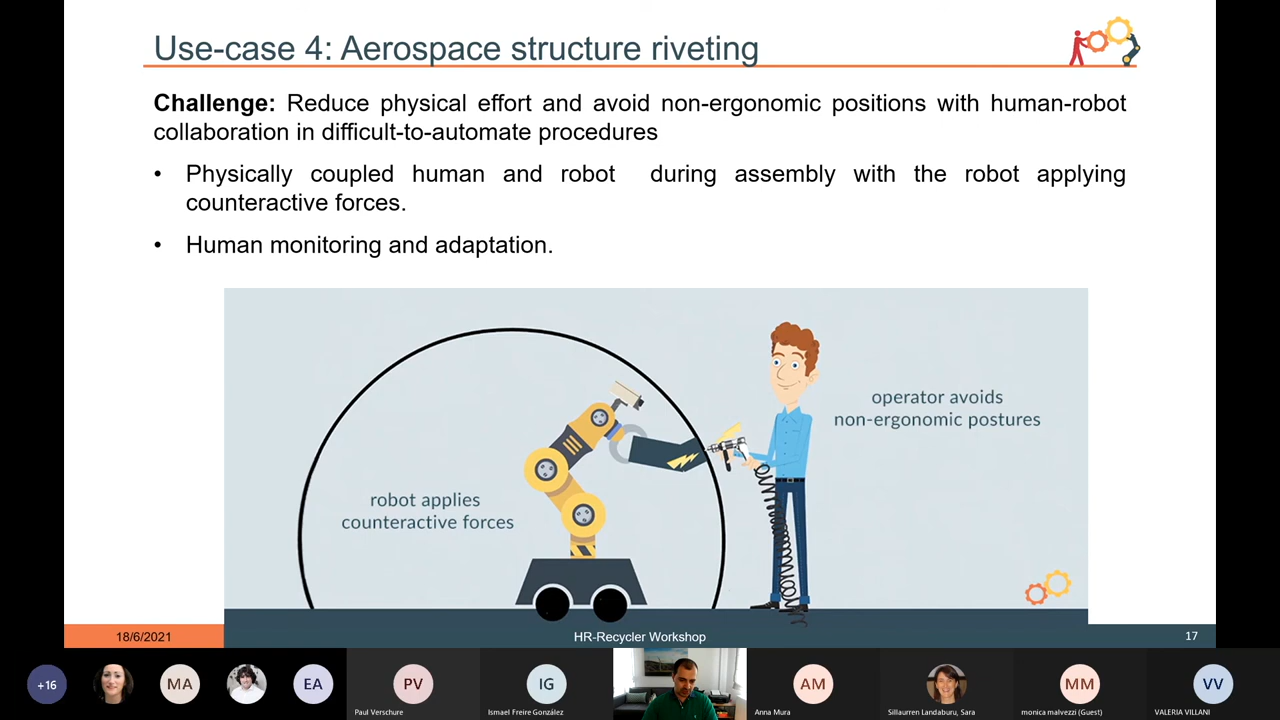 Use-case 4: Aerospace structure riveting
Challenge: Reduce physical effort and avoid non-ergonomic positions with human-robot
collaboration in difficult-to-automate procedures
• Physically coupled human and robot during assembly with the robot applying
counteractive forces.
• Human monitoring and adaptation.
operator avoids
non-ergonomic postures
robot applies
counteractive forces
18/6/2021
HR-Recycler Workshop
17
+16
MA
EA
PV
IG
AM
MM
VV
Paul Verschure
Ismael Freire González
Anna Mura
Sillaurren Landaburu, Sara
monica malvezzi (Guest)
VALERIA VILLANI